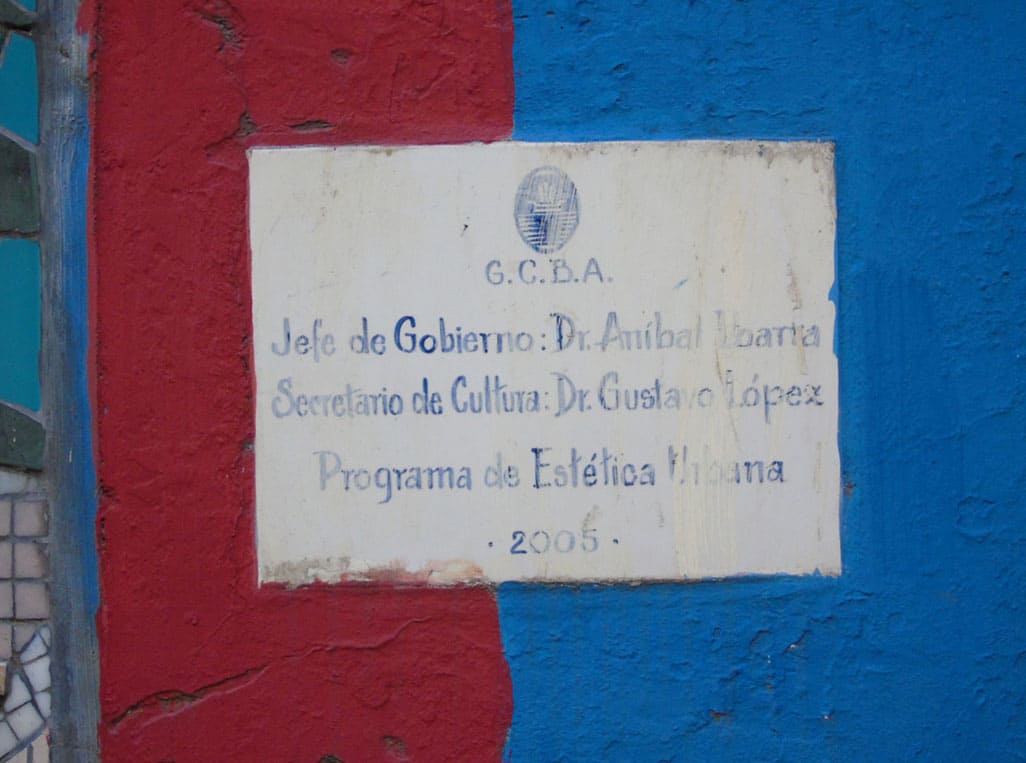 G.C.B.A.
Jefe de Gobierno: Dr. Aníbal Ibarra
Secretario de Cultura: Dr. Gustavo López
Programa de Estética Urbana
· 2005 ·